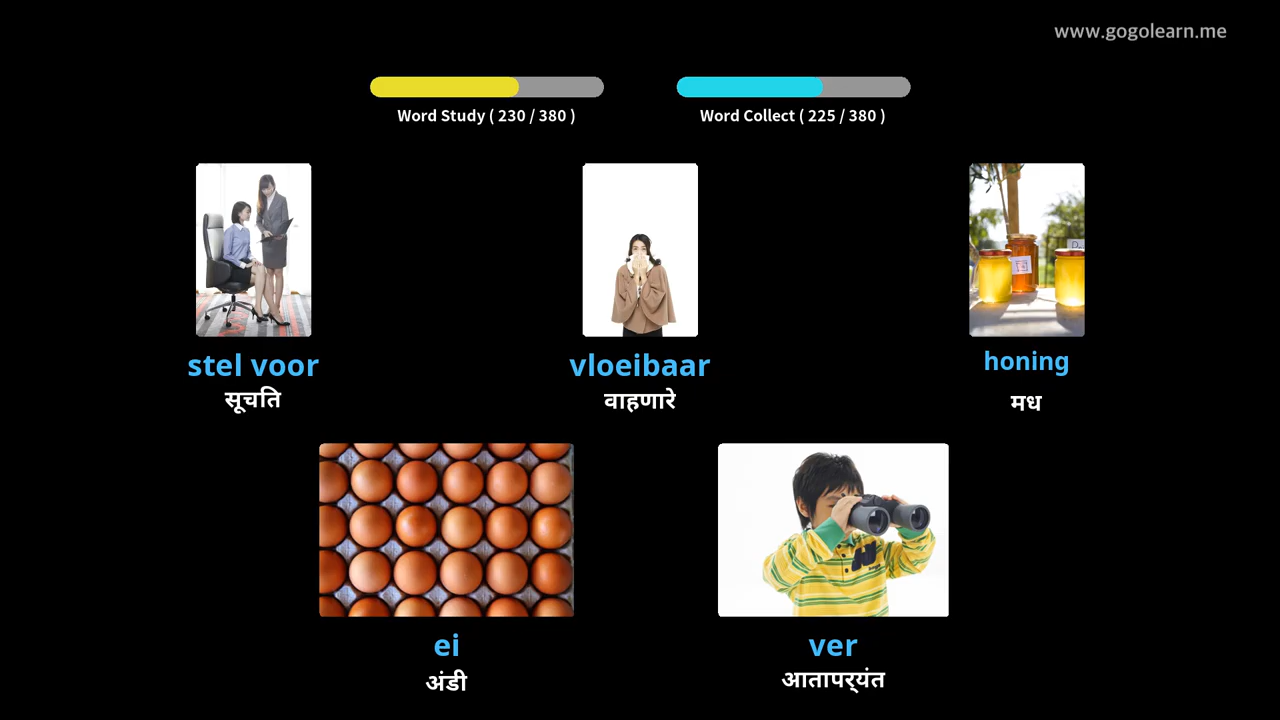 www.gogolearn.me
Word Study ( 230 / 380 )
Word Collect ( 225 / 380 )
stel voor
सूचति
vloeibaar
वाहणारे
honing
मध
ei
अंडी
ver
आतापर्‍यंत